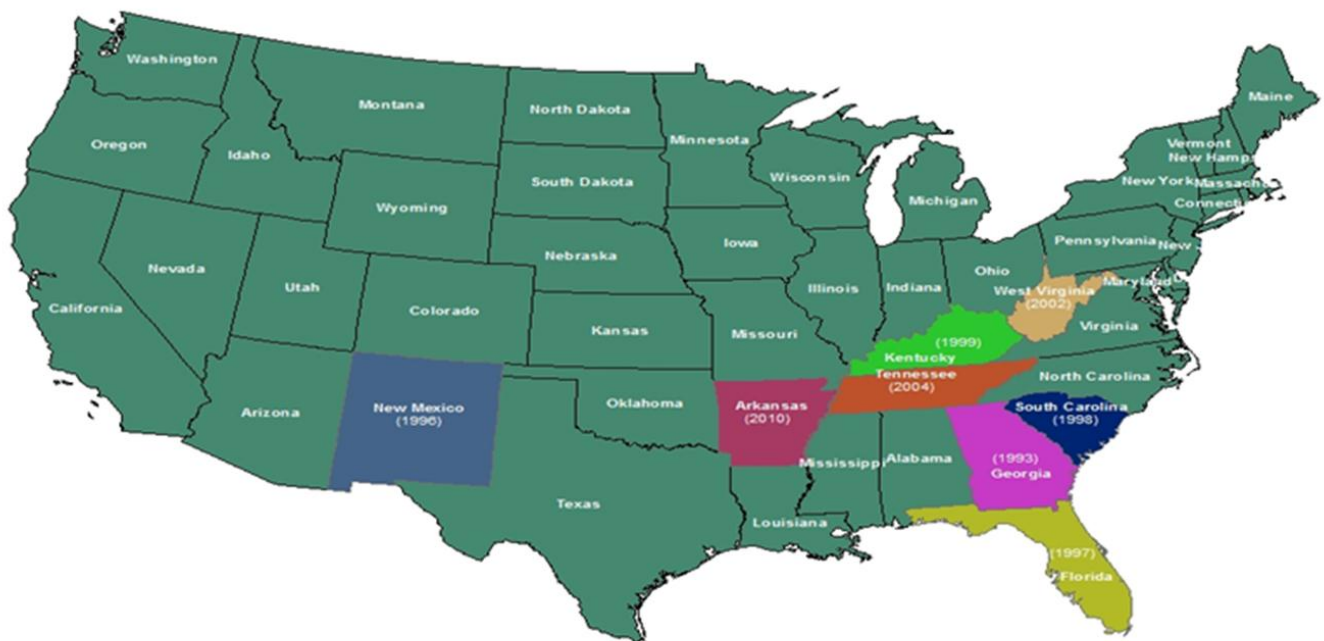 Washington
Montana
North Dakota
Minnesota
Maine
Oregon
Idaho
Vermont
New Hamps
Wisconsin
South Dakota
New York
Massachu
Wyoming
Michigan
Connecti
Iowa
Pennsylvania
New
Nebraska
Nevada
Ohio
Utah
Illinois
Indiana
West Virginia
(2002)
Maryland
California
Colorado
Kansas
Missouri
Virginia
(1999)
Kentucky
Tennessee
(2004)
North Carolina
Arizona
New Mexico
(1996)
Oklahoma
Arkansas
(2010)
South Carolina
(1998)
Mississippi
Alabama
(1993)
Georgia
Texas
Louisiana
(1997)
Florida